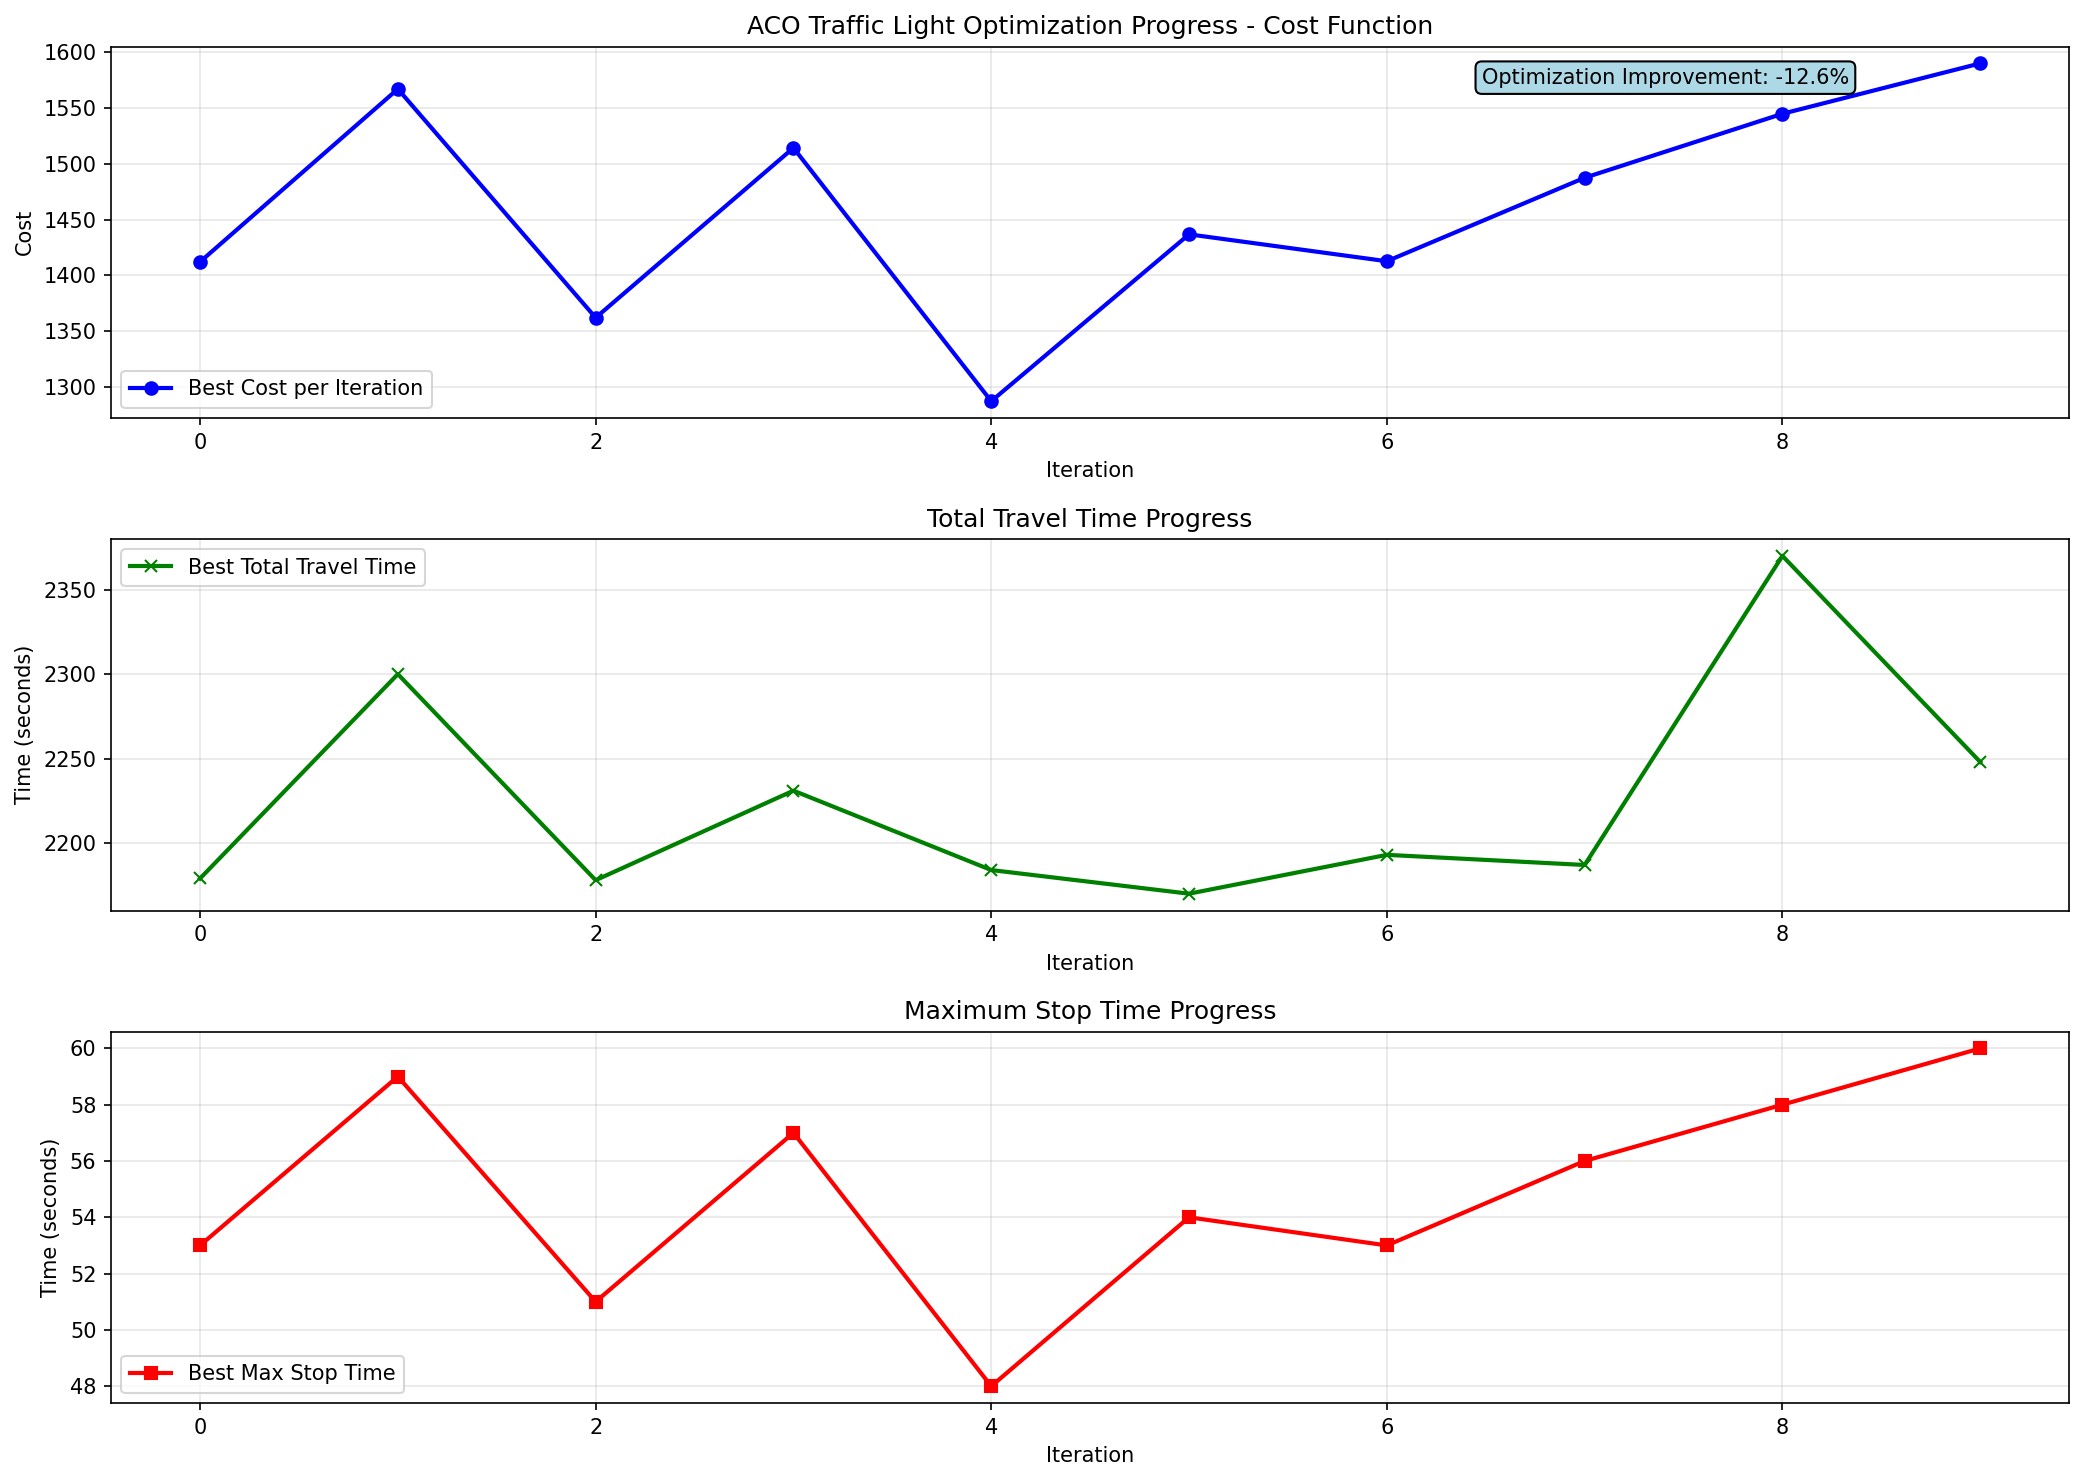 ACO Traffic Light Optimization Progress - Cost Function
1600
1550
1500
1450
1400
1350
1300
Cost
Optimization Improvement: -12.6%
Best Cost per Iteration
0 2 4 6 8
Iteration
Total Travel Time Progress
2350
2300
2250
2200
Time (seconds)
Best Total Travel Time
0 2 4 6 8
Iteration
Maximum Stop Time Progress
60
58
56
54
52
50
48
Time (seconds)
Best Max Stop Time
0 2 4 6 8
Iteration